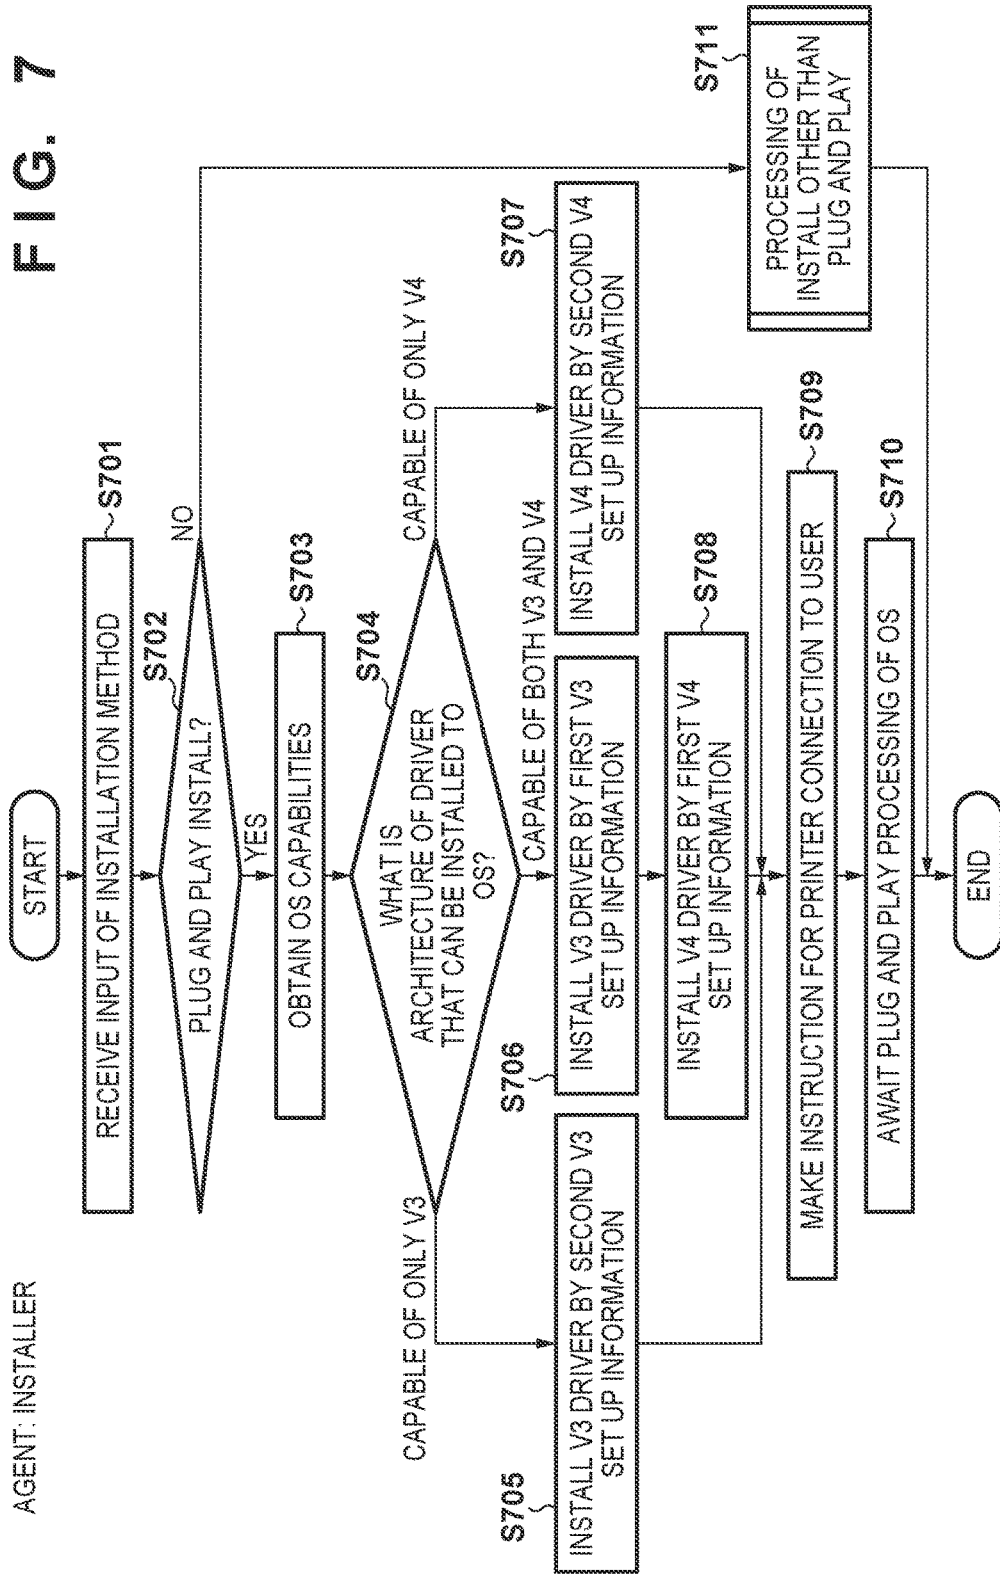 FIG. 7
AGENT: INSTALLER
START
RECEIVE INPUT OF INSTALLATION METHOD
S701
S702
PLUG AND PLAY INSTALL?
NO
YES
OBTAIN OS CAPABILITIES
S703
S704
WHAT IS
ARCHITECTURE OF DRIVER
THAT CAN BE INSTALLED TO
OS?
CAPABLE OF ONLY V3
CAPABLE OF BOTH V3 AND V4
CAPABLE OF ONLY V4
S705
INSTALL V3 DRIVER BY SECOND V3
SET UP INFORMATION
S706
INSTALL V3 DRIVER BY FIRST V3
SET UP INFORMATION
S707
INSTALL V4 DRIVER BY SECOND V4
SET UP INFORMATION
S708
INSTALL V4 DRIVER BY FIRST V4
SET UP INFORMATION
S709
MAKE INSTRUCTION FOR PRINTER CONNECTION TO USER
S710
AWAIT PLUG AND PLAY PROCESSING OF OS
S711
PROCESSING OF
INSTALL OTHER THAN
PLUG AND PLAY
END